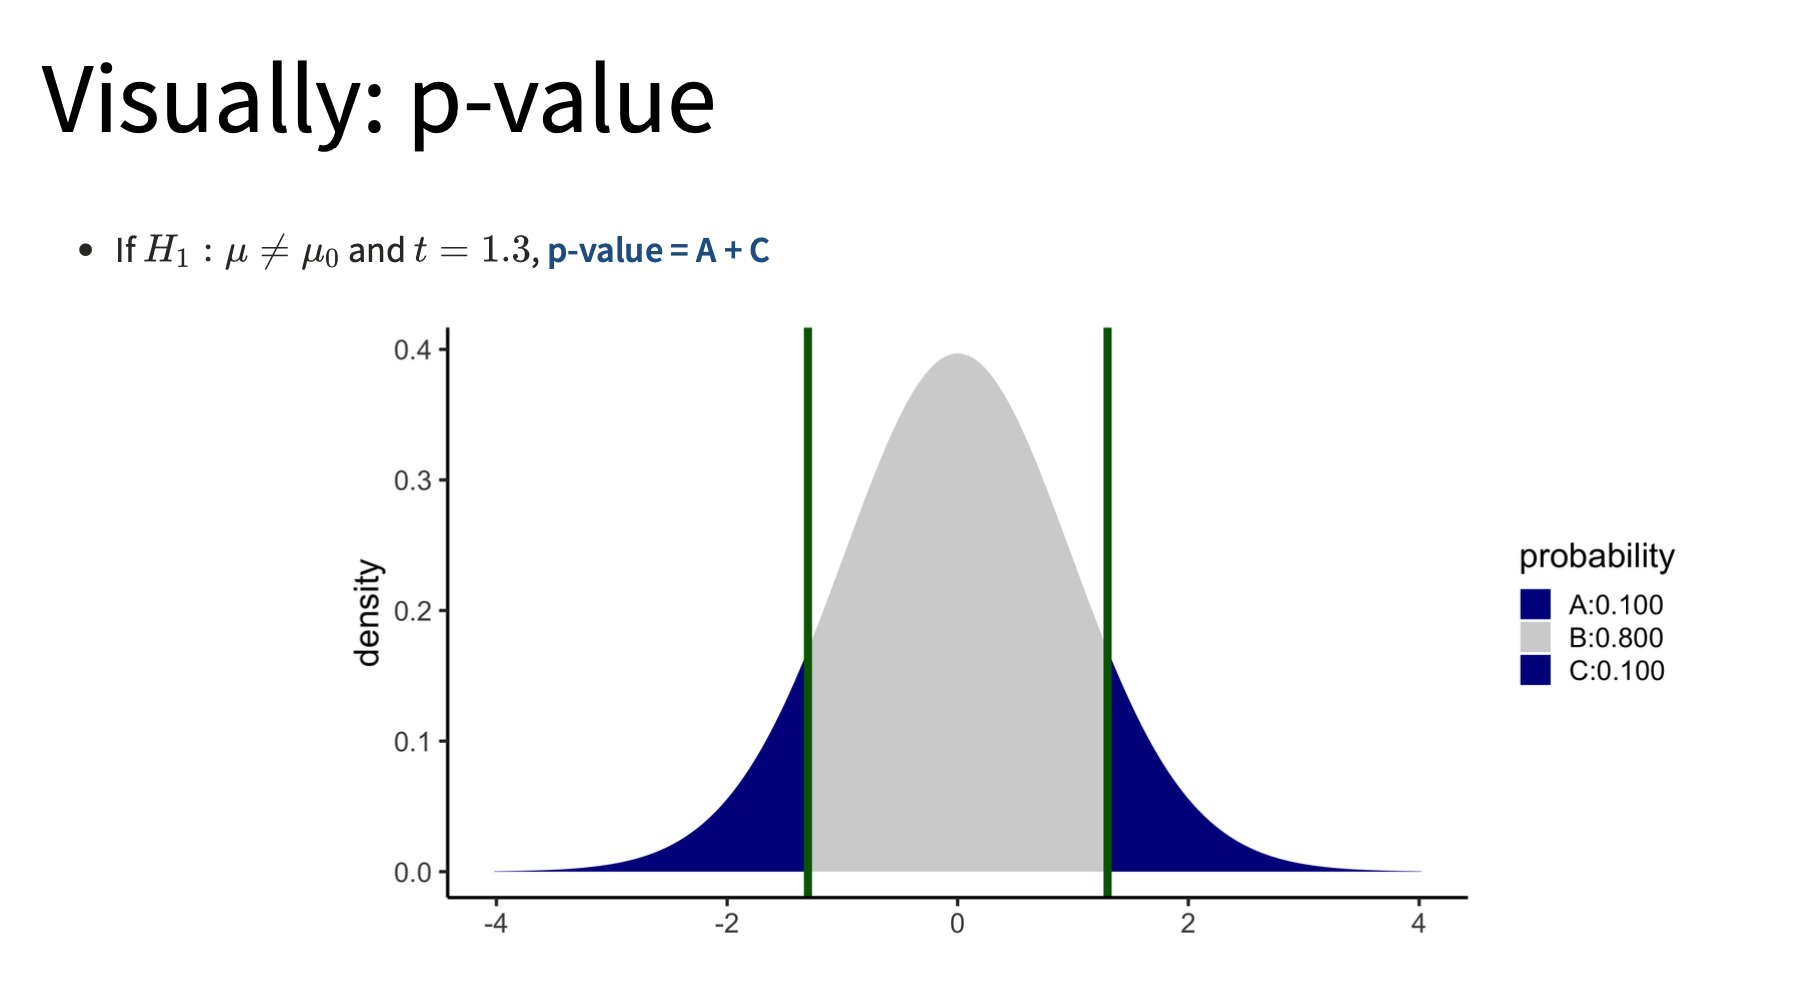 Visually: p-value
• If H₁ : μ ≠ μ₀ and t = 1.3, p-value = A + C
0.4
0.3
0.2
0.1
0.0
density
-4 -2 0 2 4
probability
A:0.100
B:0.800
C:0.100